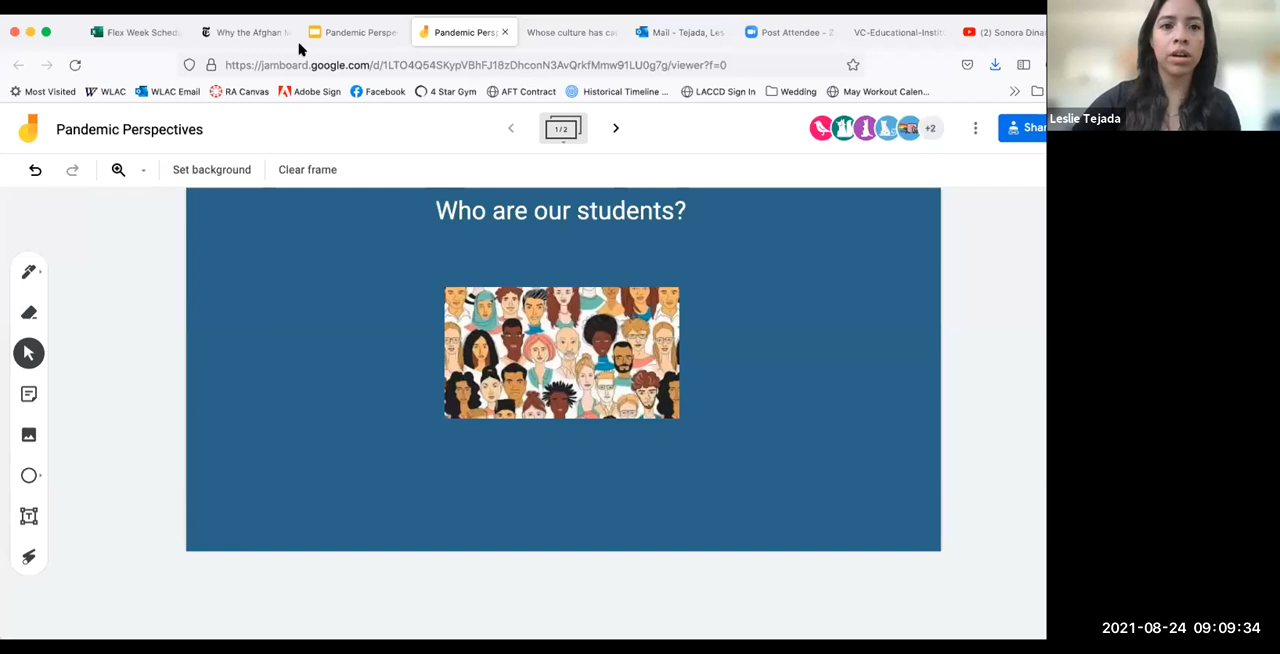 Flex Week Sched
Why the Afghan
Pandemic Perspe
Pandemic Persp
Whose culture has ca
Mail - Tejada, Les
Post Attendee - Z
VC-Educational-Instit
(2) Sonora Dina
https://jamboard.google.com/d/1LTO4Q54SKypVBhFJ18zDhconN3AvQrkfMmw91LU0g7g/viewer?f=0
Most Visited
WLAC
WLAC Email
RA Canvas
Adobe Sign
Facebook
4 Star Gym
AFT Contract
Historical Timeline ...
LACCD Sign In
Wedding
May Workout Calen...
Leslie Tejada
Pandemic Perspectives
1/2
+2
Shar
Set background
Clear frame
Who are our students?
2021-08-24 09:09:34